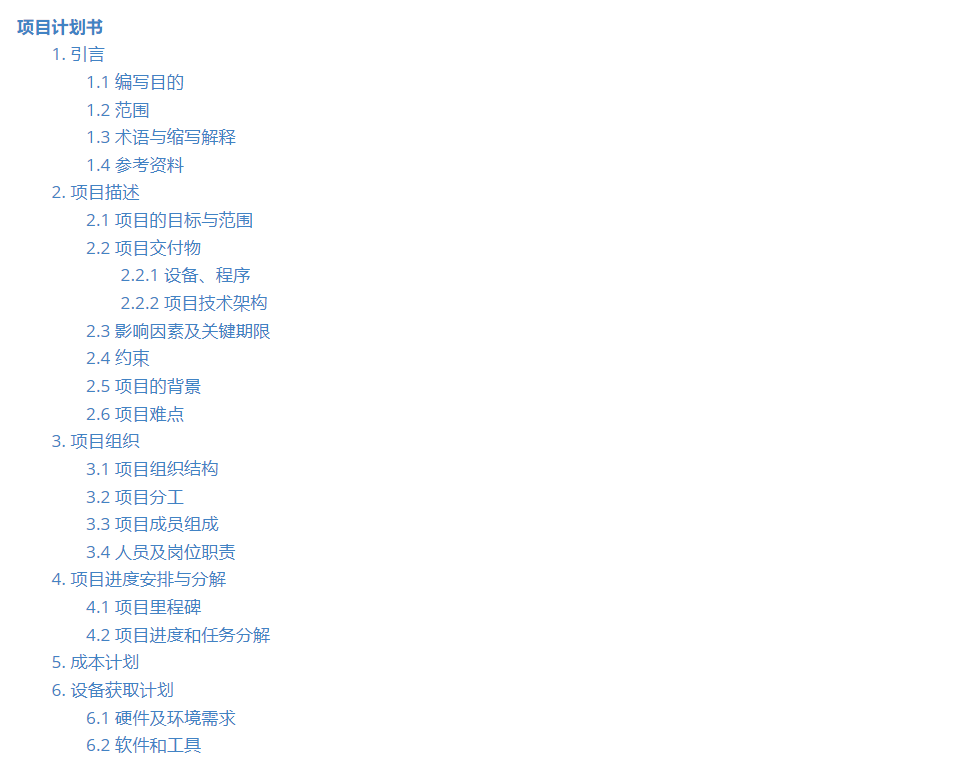 项目计划书
1. 引言
1.1 编写目的
1.2 范围
1.3 术语与缩写解释
1.4 参考资料
2. 项目描述
2.1 项目的目标与范围
2.2 项目交付物
2.2.1 设备、程序
2.2.2 项目技术架构
2.3 影响因素及关键期限
2.4 约束
2.5 项目的背景
2.6 项目难点
3. 项目组织
3.1 项目组织结构
3.2 项目分工
3.3 项目成员组成
3.4 人员及岗位职责
4. 项目进度安排与分解
4.1 项目里程碑
4.2 项目进度和任务分解
5. 成本计划
6. 设备获取计划
6.1 硬件及环境需求
6.2 软件和工具